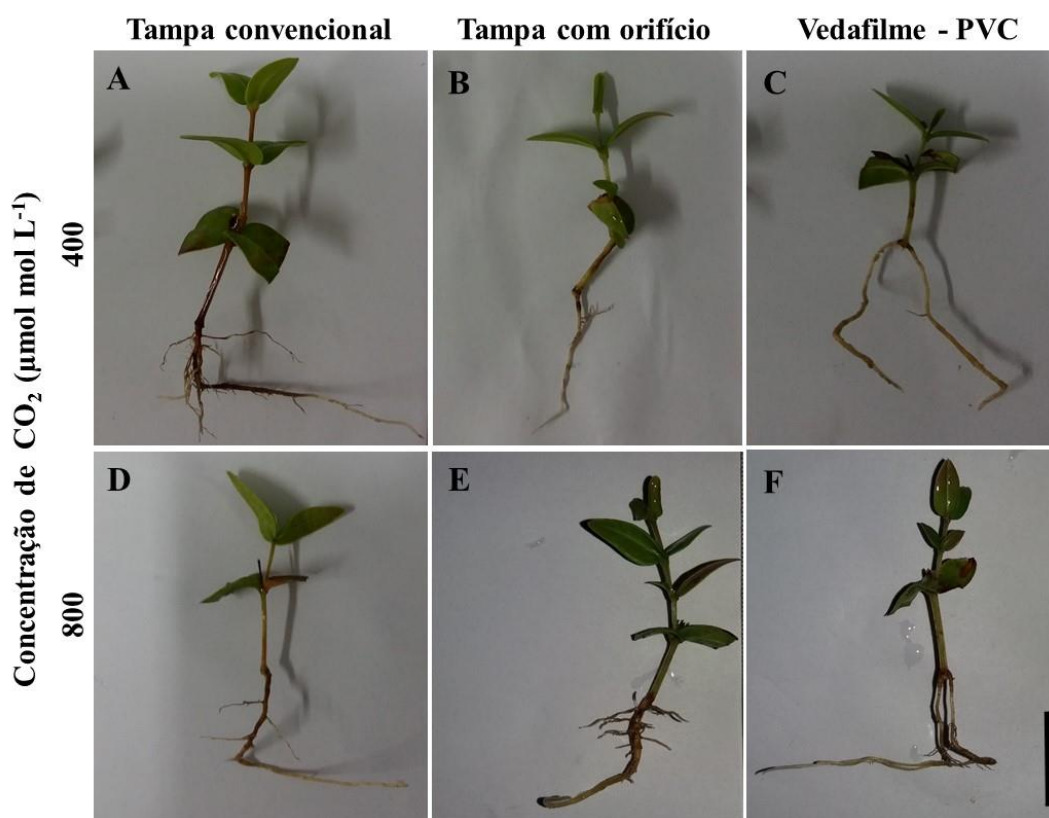 Tampa convencional
Tampa com orifício
Vedafilme - PVC
A
B
C
Concentração de CO₂ (µmol mol L⁻¹)
400
D
E
F
800